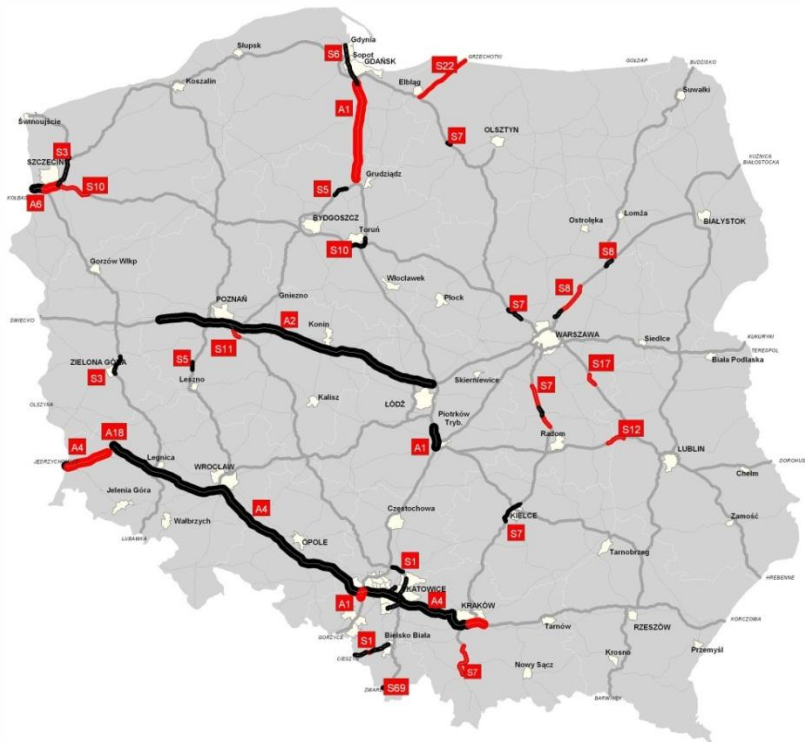 Gdynia
S6
Sopot
GDAŃSK
Słupsk
GRZECHOTKI
S22
GOŁDAP
BUDZISKO
Elbląg
Koszalin
Suwałki
A1
Świnoujście
S7
OLSZTYN
S3
SZCZECIN
KUŹNICA
BIAŁOSTOCKA
Grudziądz
S10
S5
A6
Łomża
BIAŁYSTOK
BYDGOSZCZ
Ostrołęka
Toruń
S10
S8
Gorzów Wlkp
Włocławek
S8
POZNAŃ
Gniezno
Płock
S7
ŚWIECKO
A2
Konin
WARSZAWA
Siedlce
KUKURYKI
TERESPOL
S11
Biała Podlaska
ZIELONA GÓRA
S5
Skierniewice
S17
S3
Leszno
S7
ŁÓDŹ
Kalisz
OLSZYNA
Piotrków
Tryb.
A18
Radom
S12
A4
A1
LUBLIN
JĘDRZYCHOWICE
Legnica
WROCŁAW
DOROHUSK
Chełm
Jelenia Góra
A4
Częstochowa
Wałbrzych
KIELCE
Zamość
S7
LUBAWKA
OPOLE
Tarnobrzeg
S1
HREBENNE
KATOWICE
A4
KRAKÓW
A1
RZESZÓW
KORCZOWA
Tarnów
GORZYCE
S1
Bielsko Biała
Przemyśl
CIESZYN
Krosno
S7
Nowy Sącz
S69
BARWINEK